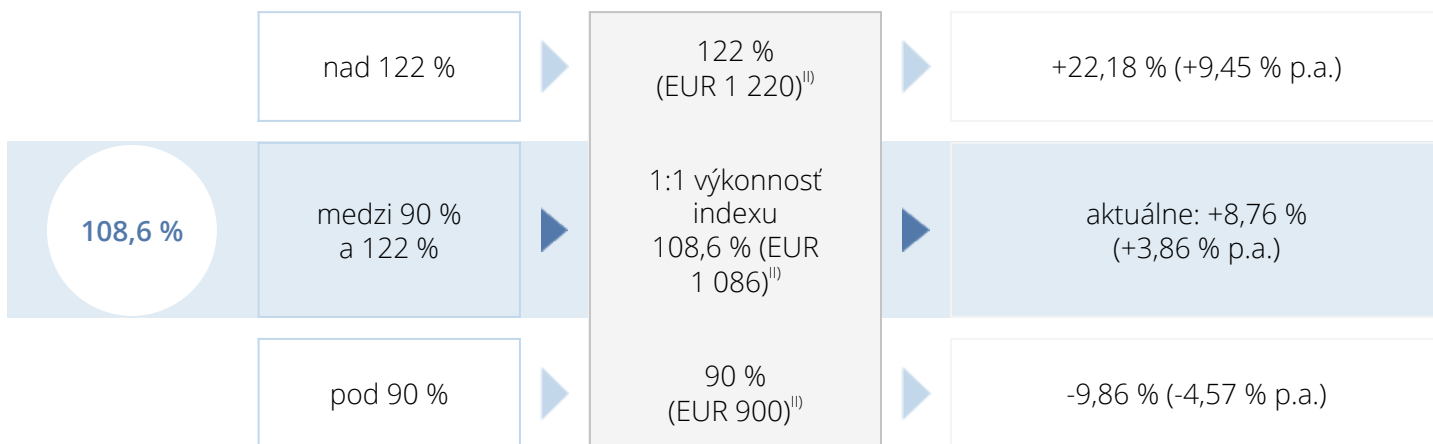 nad 122 %
122 %
(EUR 1 220)II)
+22,18 % (+9,45 % p.a.)
108,6 %
medzi 90 %
a 122 %
1:1 výkonnosť
indexu
108,6 % (EUR
1 086)II)
aktuálne: +8,76 %
(+3,86 % p.a.)
pod 90 %
90 %
(EUR 900)II)
-9,86 % (-4,57 % p.a.)